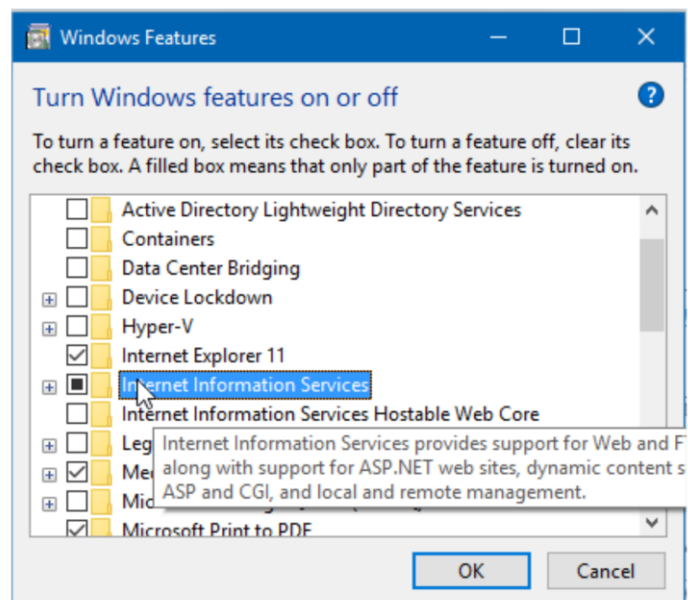 Windows Features
Turn Windows features on or off
?
To turn a feature on, select its check box. To turn a feature off, clear its
check box. A filled box means that only part of the feature is turned on.
Active Directory Lightweight Directory Services
Containers
Data Center Bridging
Device Lockdown
Hyper-V
Internet Explorer 11
Internet Information Services
Internet Information Services Hostable Web Core
Leg
Internet Information Services provides support for Web and F
along with support for ASP.NET web sites, dynamic content s
ASP and CGI, and local and remote management.
Me
Mic
Microsoft Print to PDF
OK
Cancel